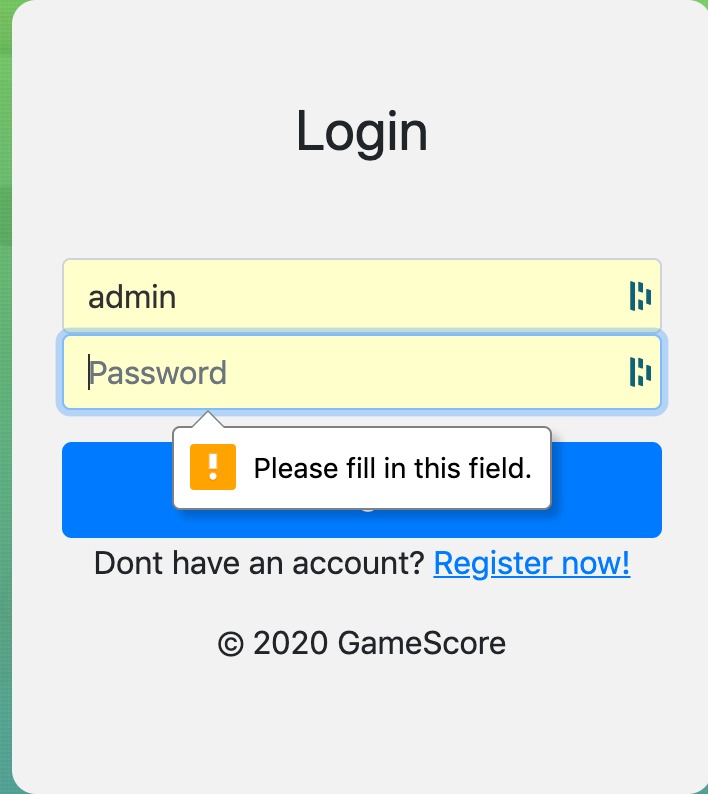 Login
admin
Password
Please fill in this field.
Dont have an account? Register now!
© 2020 GameScore